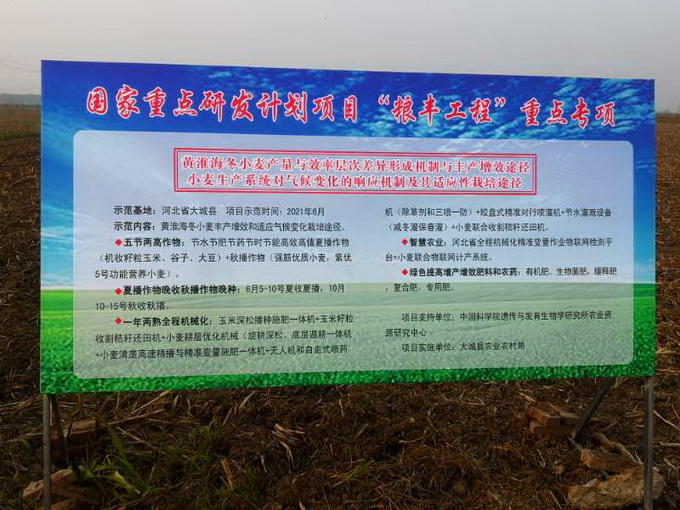 国家重点研发计划项目“粮丰工程”重点专项
黄淮海冬小麦产量与效率层次差异形成机制与丰产增效途径
小麦生产系统对气候变化的响应机制及其适应性栽培途径
示范基地：河北省大城县 项目示范时间：2021年6月
示范内容：黄淮海冬小麦丰产增效和适应气候变化栽培途径。
◆五节两高作物：节水节肥节药节时节能高效高值夏播作物
（机收籽粒玉米、谷子、大豆）+秋播作物（强筋优质小麦，紫优
5号功能营养小麦）。
◆夏播作物晚收秋播作物晚种：6月5-10号夏收夏播，10月
10-15号秋收秋播。
◆一年两熟全程机械化：玉米深松播种施肥一体机+玉米籽粒
收割秸秆还田机+小麦耕层优化机械（旋耕深松、底层遁耕一体机
+小麦清垄高速精播与精准变量施肥一体机+无人机和自走式喷药
机（除草剂和三喷一防）+绞盘式精准对行喷灌机+节水灌溉设备
（减冬灌保春灌）+小麦联合收割秸秆还田机。
◆智慧农业：河北省全程机械化精准变量作业物联网检测平
台+小麦联合物联网计产系统。
◆绿色提高增产增效肥料和农药：有机肥、生物菌肥、缓释肥
、复合肥、专用肥。
项目支持单位：中国科学院遗传与发育生物学研究所农业资
源研究中心
项目实施单位：大城县农业农村局